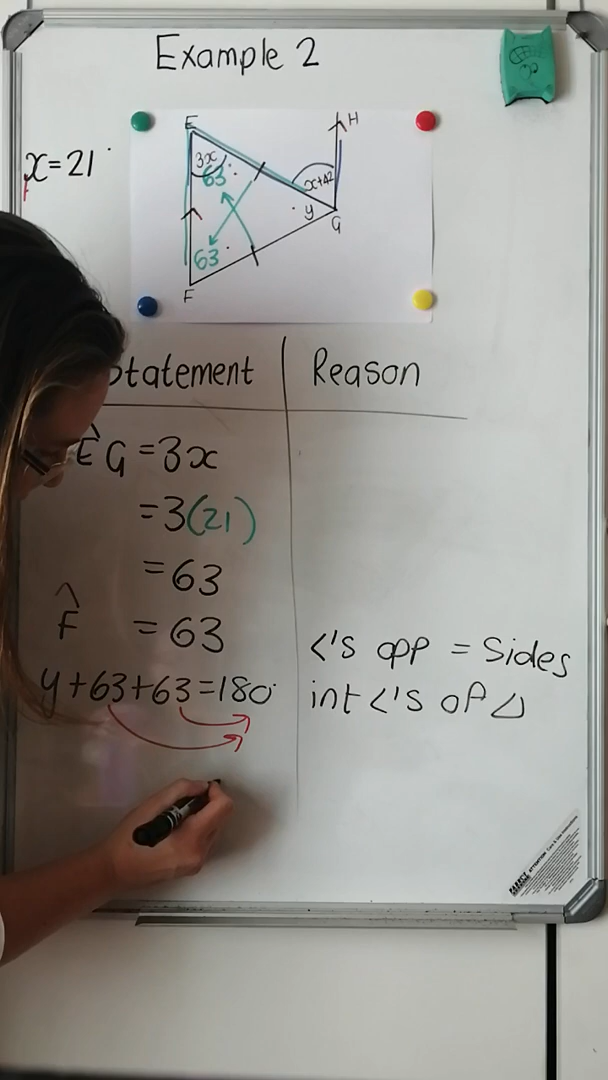 Example 2
x=21°
E
H
3x
63
x+42
y
G
63
F
Statement | Reason
ÊG =3x
=3(21)
=63
F̂ =63
<'s opp = sides
y+63+63=180°
int <'s of △